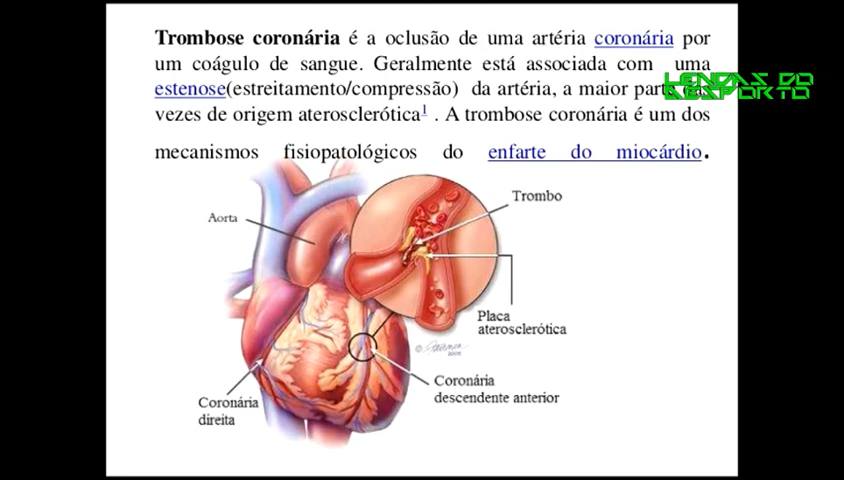 Trombose coronária é a oclusão de uma artéria coronária por
um coágulo de sangue. Geralmente está associada com uma
estenose(estreitamento/compressão) da artéria, a maior parte das
vezes de origem aterosclerótica1 . A trombose coronária é um dos
mecanismos fisiopatológicos do enfarte do miocárdio.
LENDAS DO
DESPORTO
Trombo
Aorta
Placa
aterosclerótica
Coronária
descendente anterior
Coronária
direita